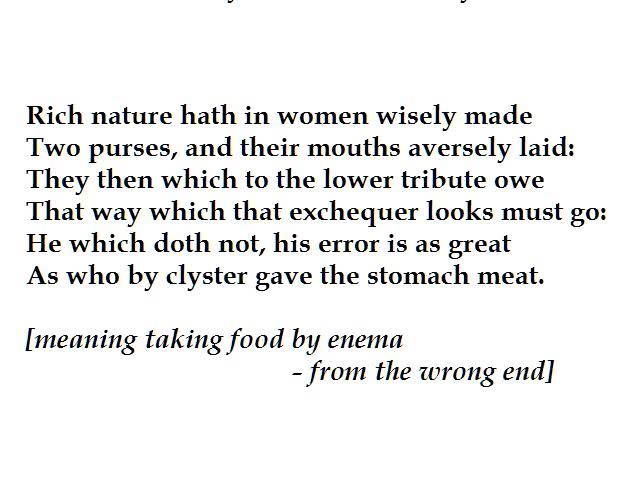 Rich nature hath in women wisely made
Two purses, and their mouths aversely laid:
They then which to the lower tribute owe
That way which that exchequer looks must go:
He which doth not, his error is as great
As who by clyster gave the stomach meat.
[meaning taking food by enema
- from the wrong end]